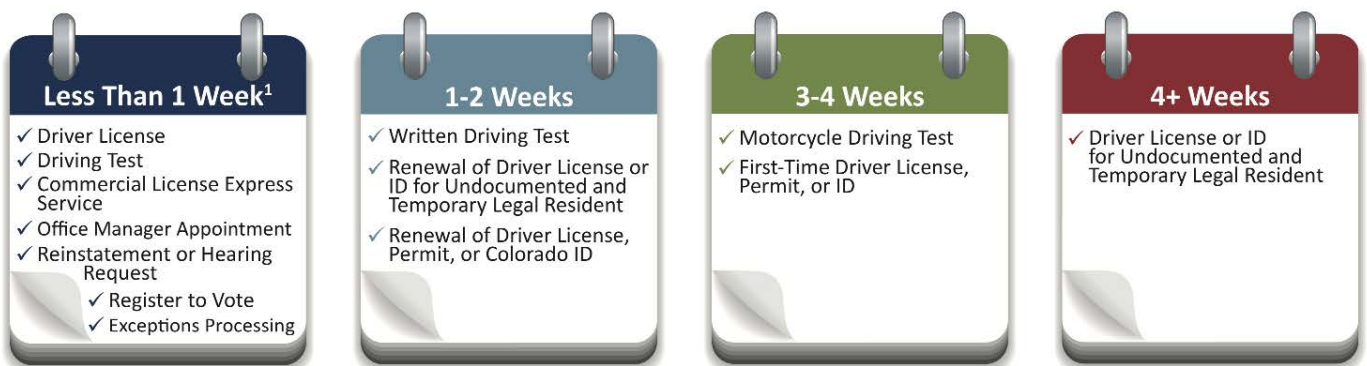 Less Than 1 Week¹
✓ Driver License
✓ Driving Test
✓ Commercial License Express
Service
✓ Office Manager Appointment
✓ Reinstatement or Hearing
Request
✓ Register to Vote
✓ Exceptions Processing
1-2 Weeks
✓ Written Driving Test
✓ Renewal of Driver License or
ID for Undocumented and
Temporary Legal Resident
✓ Renewal of Driver License,
Permit, or Colorado ID
3-4 Weeks
✓ Motorcycle Driving Test
✓ First-Time Driver License,
Permit, or ID
4+ Weeks
✓ Driver License or ID
for Undocumented and
Temporary Legal Resident